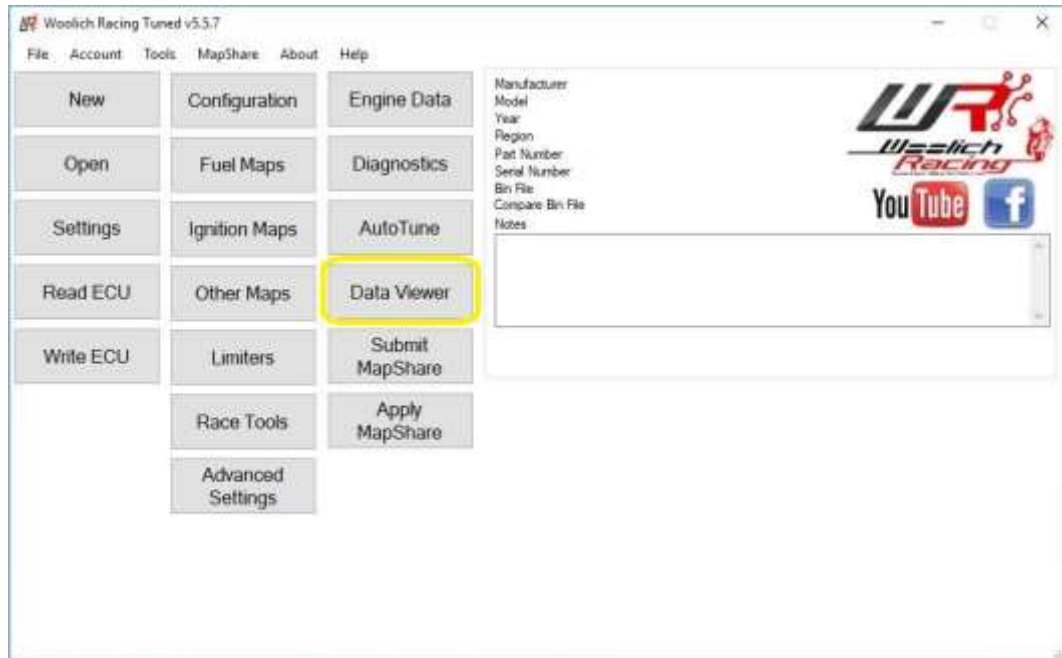 Woolich Racing Tuned v5.5.7
File Account Tools MapShare About Help
New
Open
Settings
Read ECU
Write ECU
Configuration
Fuel Maps
Ignition Maps
Other Maps
Limiters
Race Tools
Advanced
Settings
Engine Data
Diagnostics
AutoTune
Data Viewer
Submit
MapShare
Apply
MapShare
Manufacturer
Model
Year
Region
Part Number
Serial Number
Bin File
Compare Bin File
Notes
WR
Woolich
Racing
YouTube
f